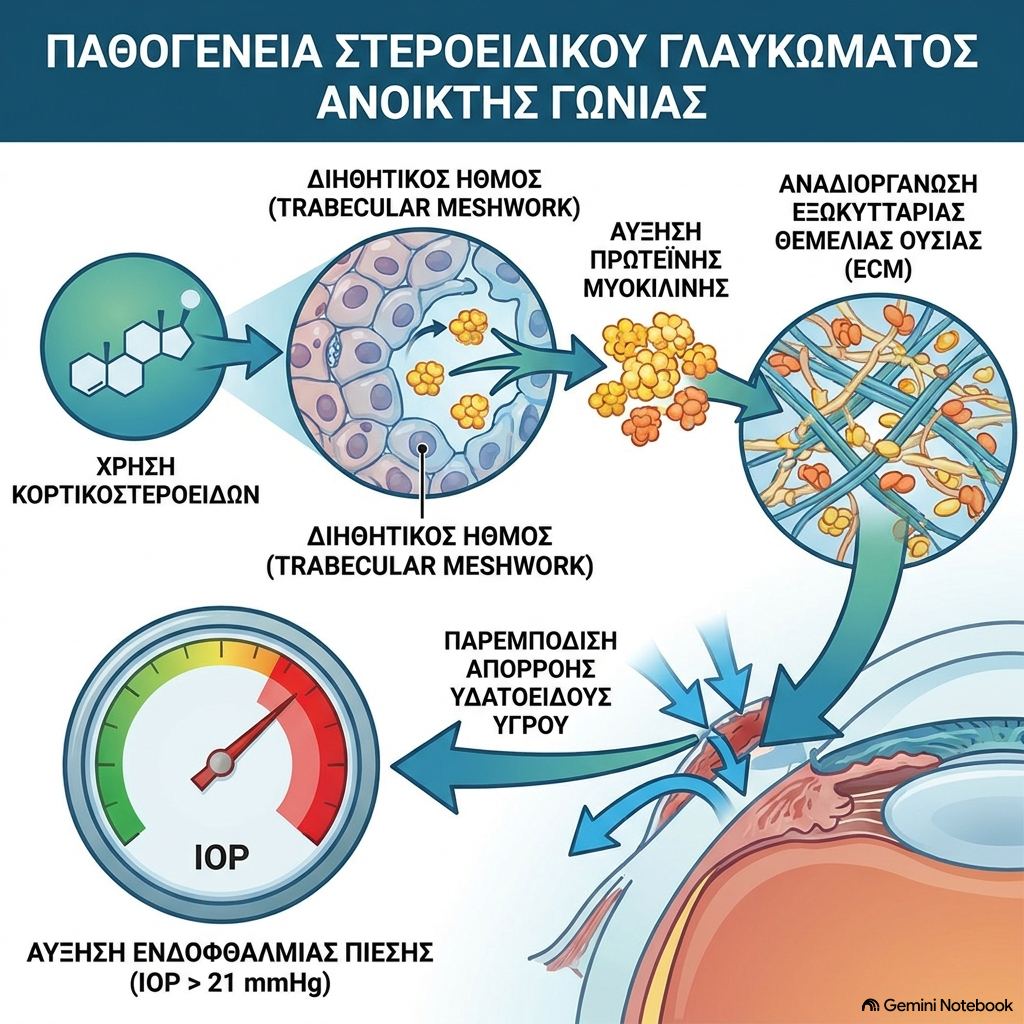 ΠΑΘΟΓΕΝΕΙΑ ΣΤΕΡΟΕΙΔΙΚΟΥ ΓΛΑΥΚΩΜΑΤΟΣ
ΑΝΟΙΚΤΗΣ ΓΩΝΙΑΣ
ΔΙΗΘΗΤΙΚΟΣ ΗΘΜΟΣ
(TRABECULAR MESHWORK)
ΑΥΞΗΣΗ
ΠΡΩΤΕΪΝΗΣ
ΜΥΟΚΙΛΙΝΗΣ
ΑΝΑΔΙΟΡΓΑΝΩΣΗ
ΕΞΩΚΥΤΤΑΡΙΑΣ
ΘΕΜΕΛΙΑΣ ΟΥΣΙΑΣ
(ECM)
ΧΡΗΣΗ
ΚΟΡΤΙΚΟΣΤΕΡΟΕΙΔΩΝ
ΔΙΗΘΗΤΙΚΟΣ ΗΘΜΟΣ
(TRABECULAR MESHWORK)
ΠΑΡΕΜΠΟΔΙΣΗ
ΑΠΟΡΡΟΗΣ
ΥΔΑΤΟΕΙΔΟΥΣ
ΥΓΡΟΥ
IOP
ΑΥΞΗΣΗ ΕΝΔΟΦΘΑΛΜΙΑΣ ΠΙΕΣΗΣ
(IOP > 21 mmHg)
Gemini Notebook